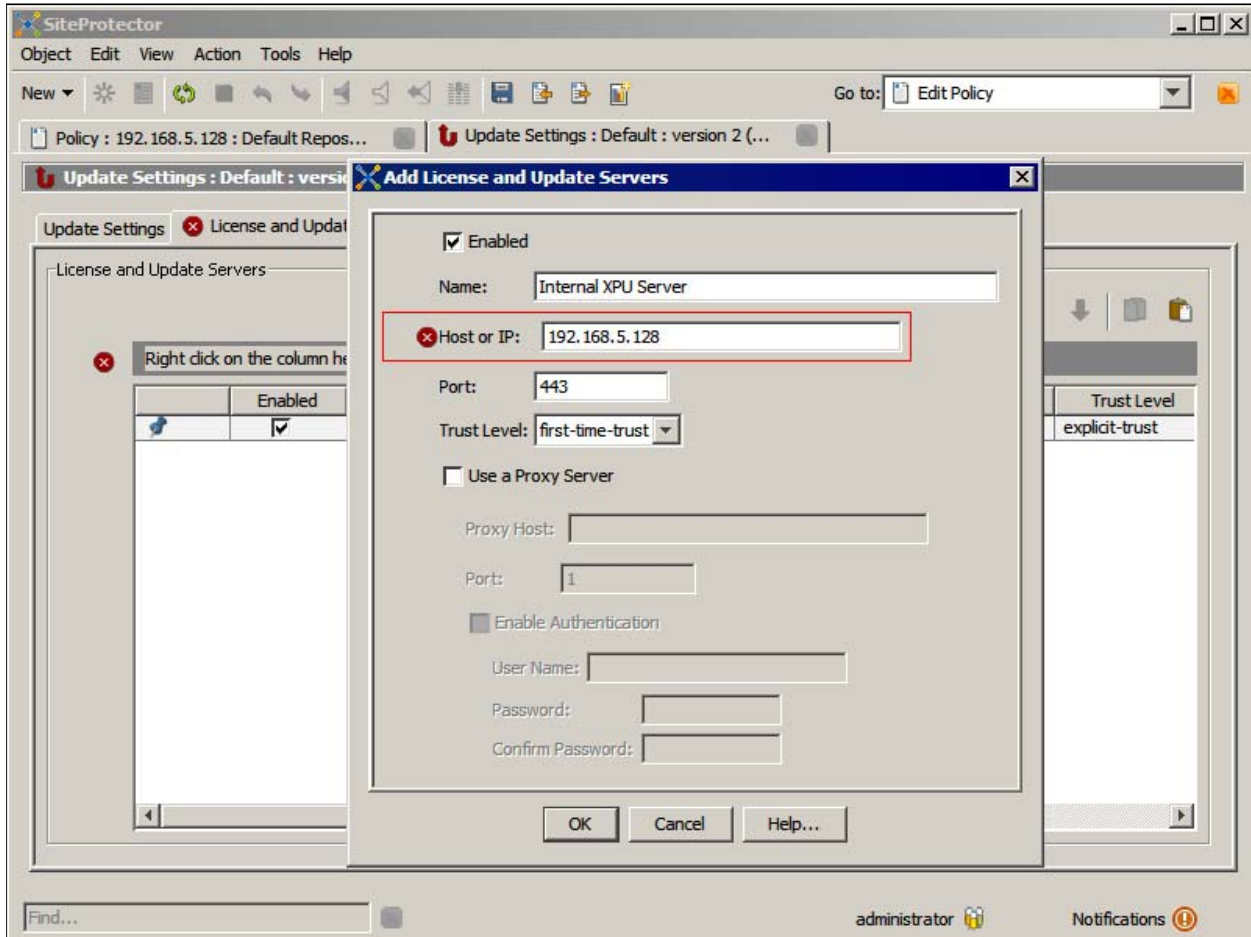 SiteProtector
Object Edit View Action Tools Help
New Go to: Edit Policy
Policy : 192.168.5.128 : Default Repos... Update Settings : Default : version 2 (...
Update Settings : Default : versi
Add License and Update Servers
Update Settings License and Updat
License and Update Servers
Right click on the column he
Enabled Trust Level
explicit-trust
Enabled
Name: Internal XPU Server
Host or IP: 192.168.5.128
Port: 443
Trust Level: first-time-trust
Use a Proxy Server
Proxy Host:
Port: 1
Enable Authentication
User Name:
Password:
Confirm Password:
OK Cancel Help...
Find... administrator Notifications